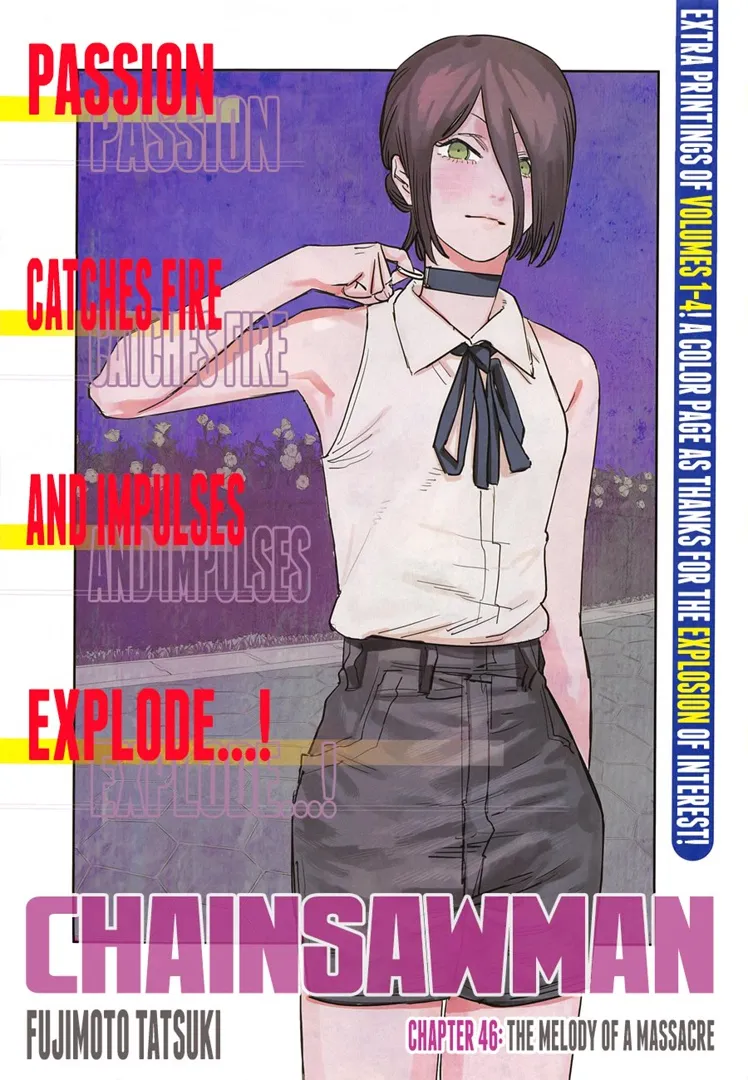 PASSION
PASSION
CATCHES FIRE
CATCHES FIRE
AND IMPULSES
AND IMPULSES
EXPLODE...!
EXPLODE...!
EXTRA PRINTINGS OF VOLUMES 1-4! A COLOR PAGE AS THANKS FOR THE EXPLOSION OF INTEREST!
CHAINSAWMAN
FUJIMOTO TATSUKI
CHAPTER 46: THE MELODY OF A MASSACRE